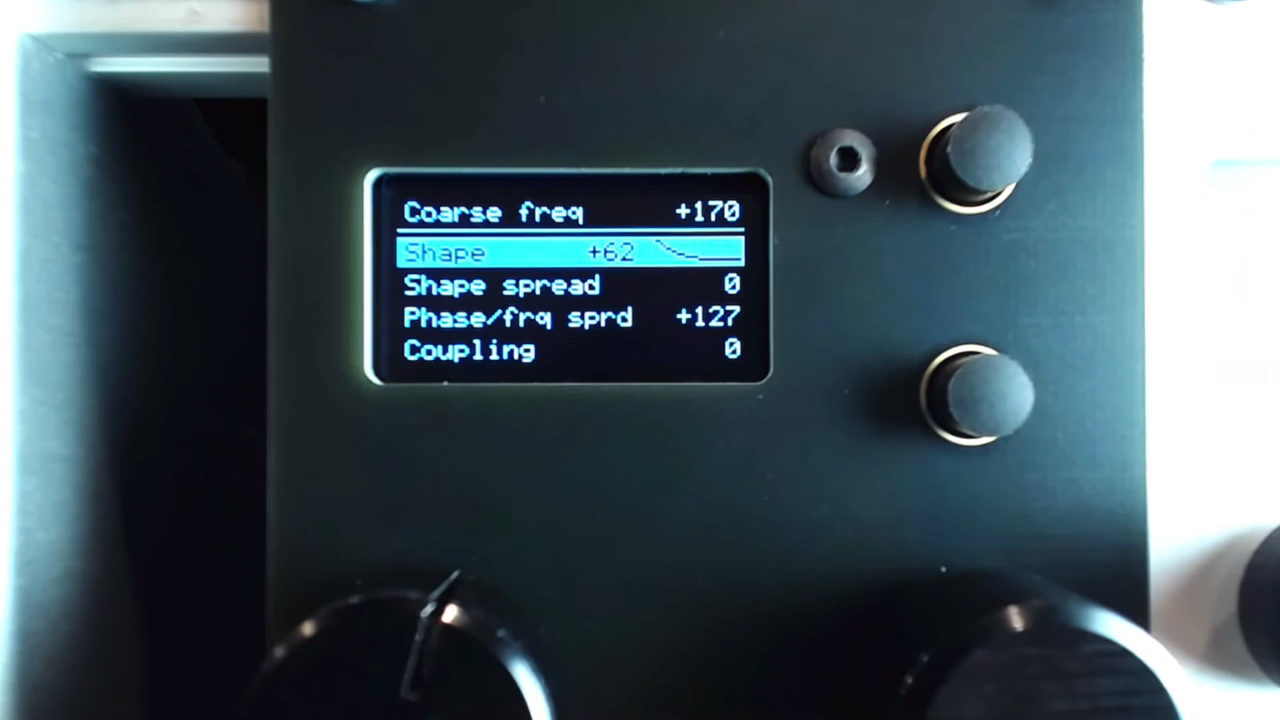 Coarse freq +170
Shape +62
Shape spread 0
Phase/frq sprd +127
Coupling 0